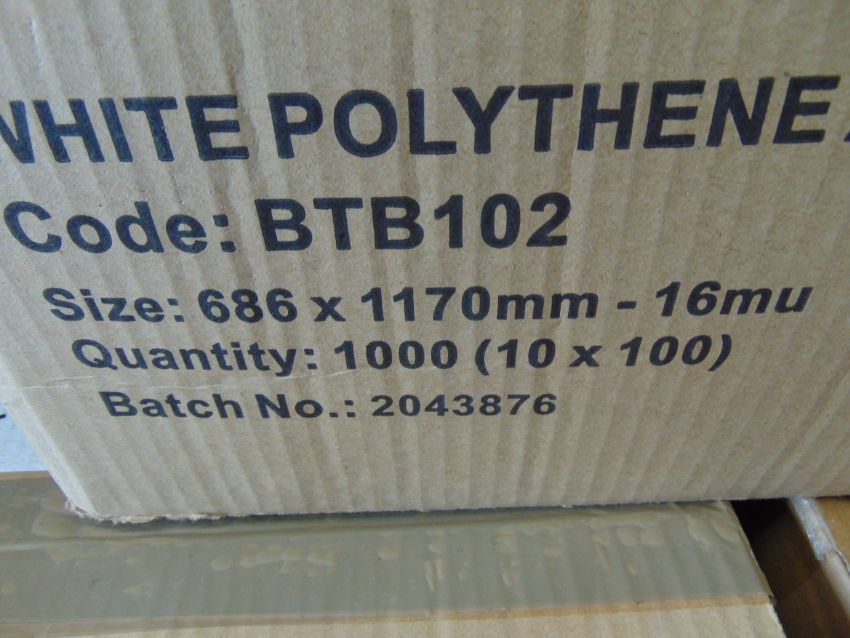 WHITE POLYTHENE
Code: BTB102
Size: 686 x 1170mm - 16mu
Quantity: 1000 (10 x 100)
Batch No.: 2043876